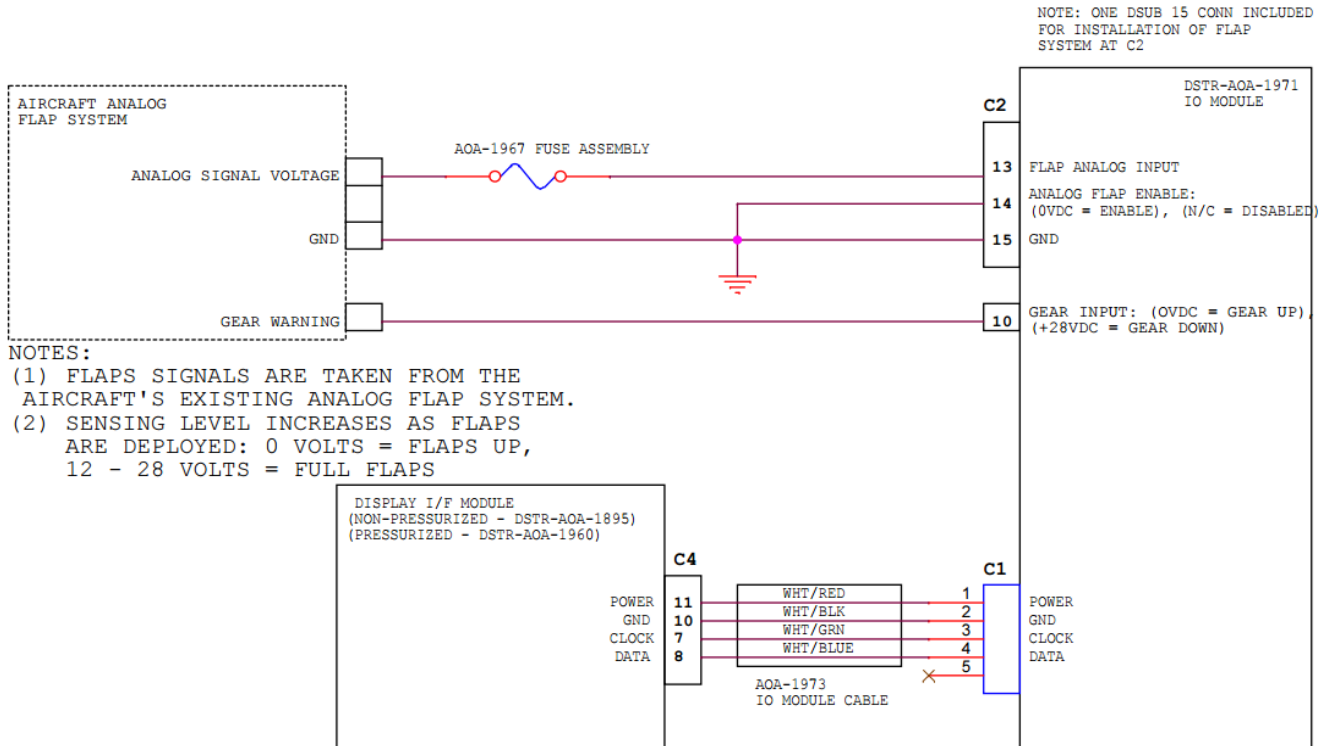 NOTE: ONE DSUB 15 CONN INCLUDED
FOR INSTALLATION OF FLAP
SYSTEM AT C2
AIRCRAFT ANALOG
FLAP SYSTEM
ANALOG SIGNAL VOLTAGE
GND
GEAR WARNING
AOA-1967 FUSE ASSEMBLY
C2
13
14
15
10
DSTR-AOA-1971
IO MODULE
FLAP ANALOG INPUT
ANALOG FLAP ENABLE:
(0VDC = ENABLE), (N/C = DISABLED)
GND
GEAR INPUT: (0VDC = GEAR UP),
(+28VDC = GEAR DOWN)
NOTES:
(1) FLAPS SIGNALS ARE TAKEN FROM THE
AIRCRAFT'S EXISTING ANALOG FLAP SYSTEM.
(2) SENSING LEVEL INCREASES AS FLAPS
ARE DEPLOYED: 0 VOLTS = FLAPS UP,
12 - 28 VOLTS = FULL FLAPS
DISPLAY I/F MODULE
(NON-PRESSURIZED - DSTR-AOA-1895)
(PRESSURIZED - DSTR-AOA-1960)
C4
POWER 11
GND 10
CLOCK 7
DATA 8
WHT/RED
WHT/BLK
WHT/GRN
WHT/BLUE
AOA-1973
IO MODULE CABLE
C1
1 POWER
2 GND
3 CLOCK
4 DATA
5